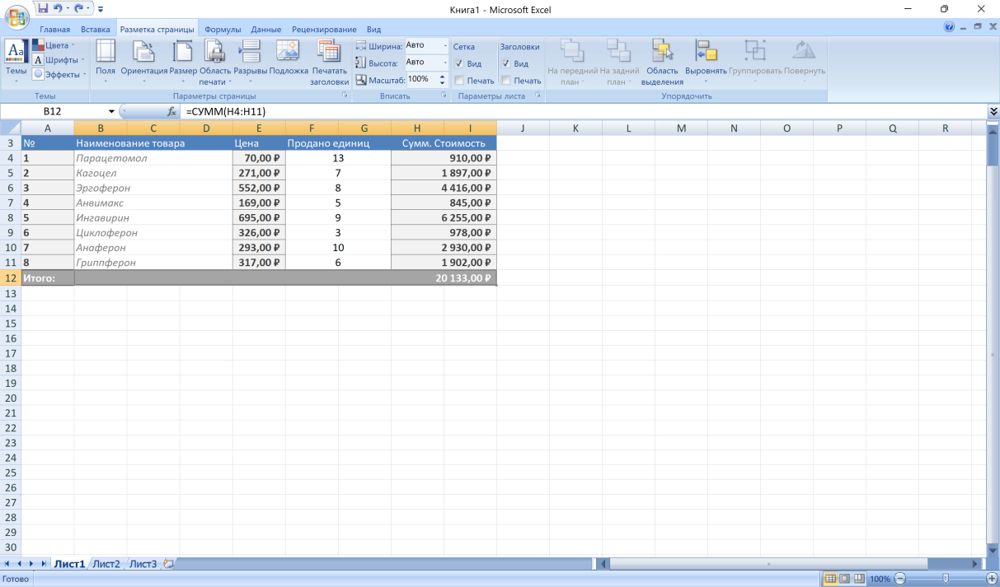 Книга1 - Microsoft Excel
Главная Вставка Разметка страницы Формулы Данные Рецензирование Вид
Aa Темы
Цвета
A Шрифты
Эффекты
Поля Ориентация Размер Область печати Разрывы Подложка Печатать заголовки
Ширина: Авто
Высота: Авто
Масштаб: 100%
Сетка Заголовки
Вид Вид
Печать Печать
На передний план На задний план Область выделения Выровнять Группировать Повернуть
Темы Параметры страницы Вписать Параметры листа Упорядочить
B12 fx =СУММ(H4:H11)
A B C D E F G H I J K L M N O P Q R
3 № Наименование товара Цена Продано единиц Сумм. Стоимость
4 1 Парацетомол 70,00 ₽ 13 910,00 ₽
5 2 Кагоцел 271,00 ₽ 7 1 897,00 ₽
6 3 Эргоферон 552,00 ₽ 8 4 416,00 ₽
7 4 Анвимакс 169,00 ₽ 5 845,00 ₽
8 5 Ингавирин 695,00 ₽ 9 6 255,00 ₽
9 6 Циклоферон 326,00 ₽ 3 978,00 ₽
10 7 Анаферон 293,00 ₽ 10 2 930,00 ₽
11 8 Гриппферон 317,00 ₽ 6 1 902,00 ₽
12 Итого: 20 133,00 ₽
13
14
15
16
17
18
19
20
21
22
23
24
25
26
27
28
29
30
Лист1 Лист2 Лист3
Готово 100%